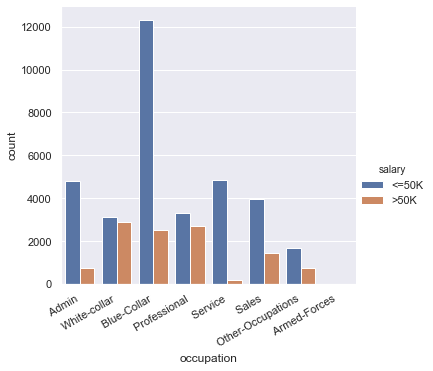 12000
10000
8000
6000
4000
2000
0
count
Admin
White-collar
Blue-Collar
Professional
Service
Sales
Other-Occupations
Armed-Forces
occupation
salary
<=50K
>50K